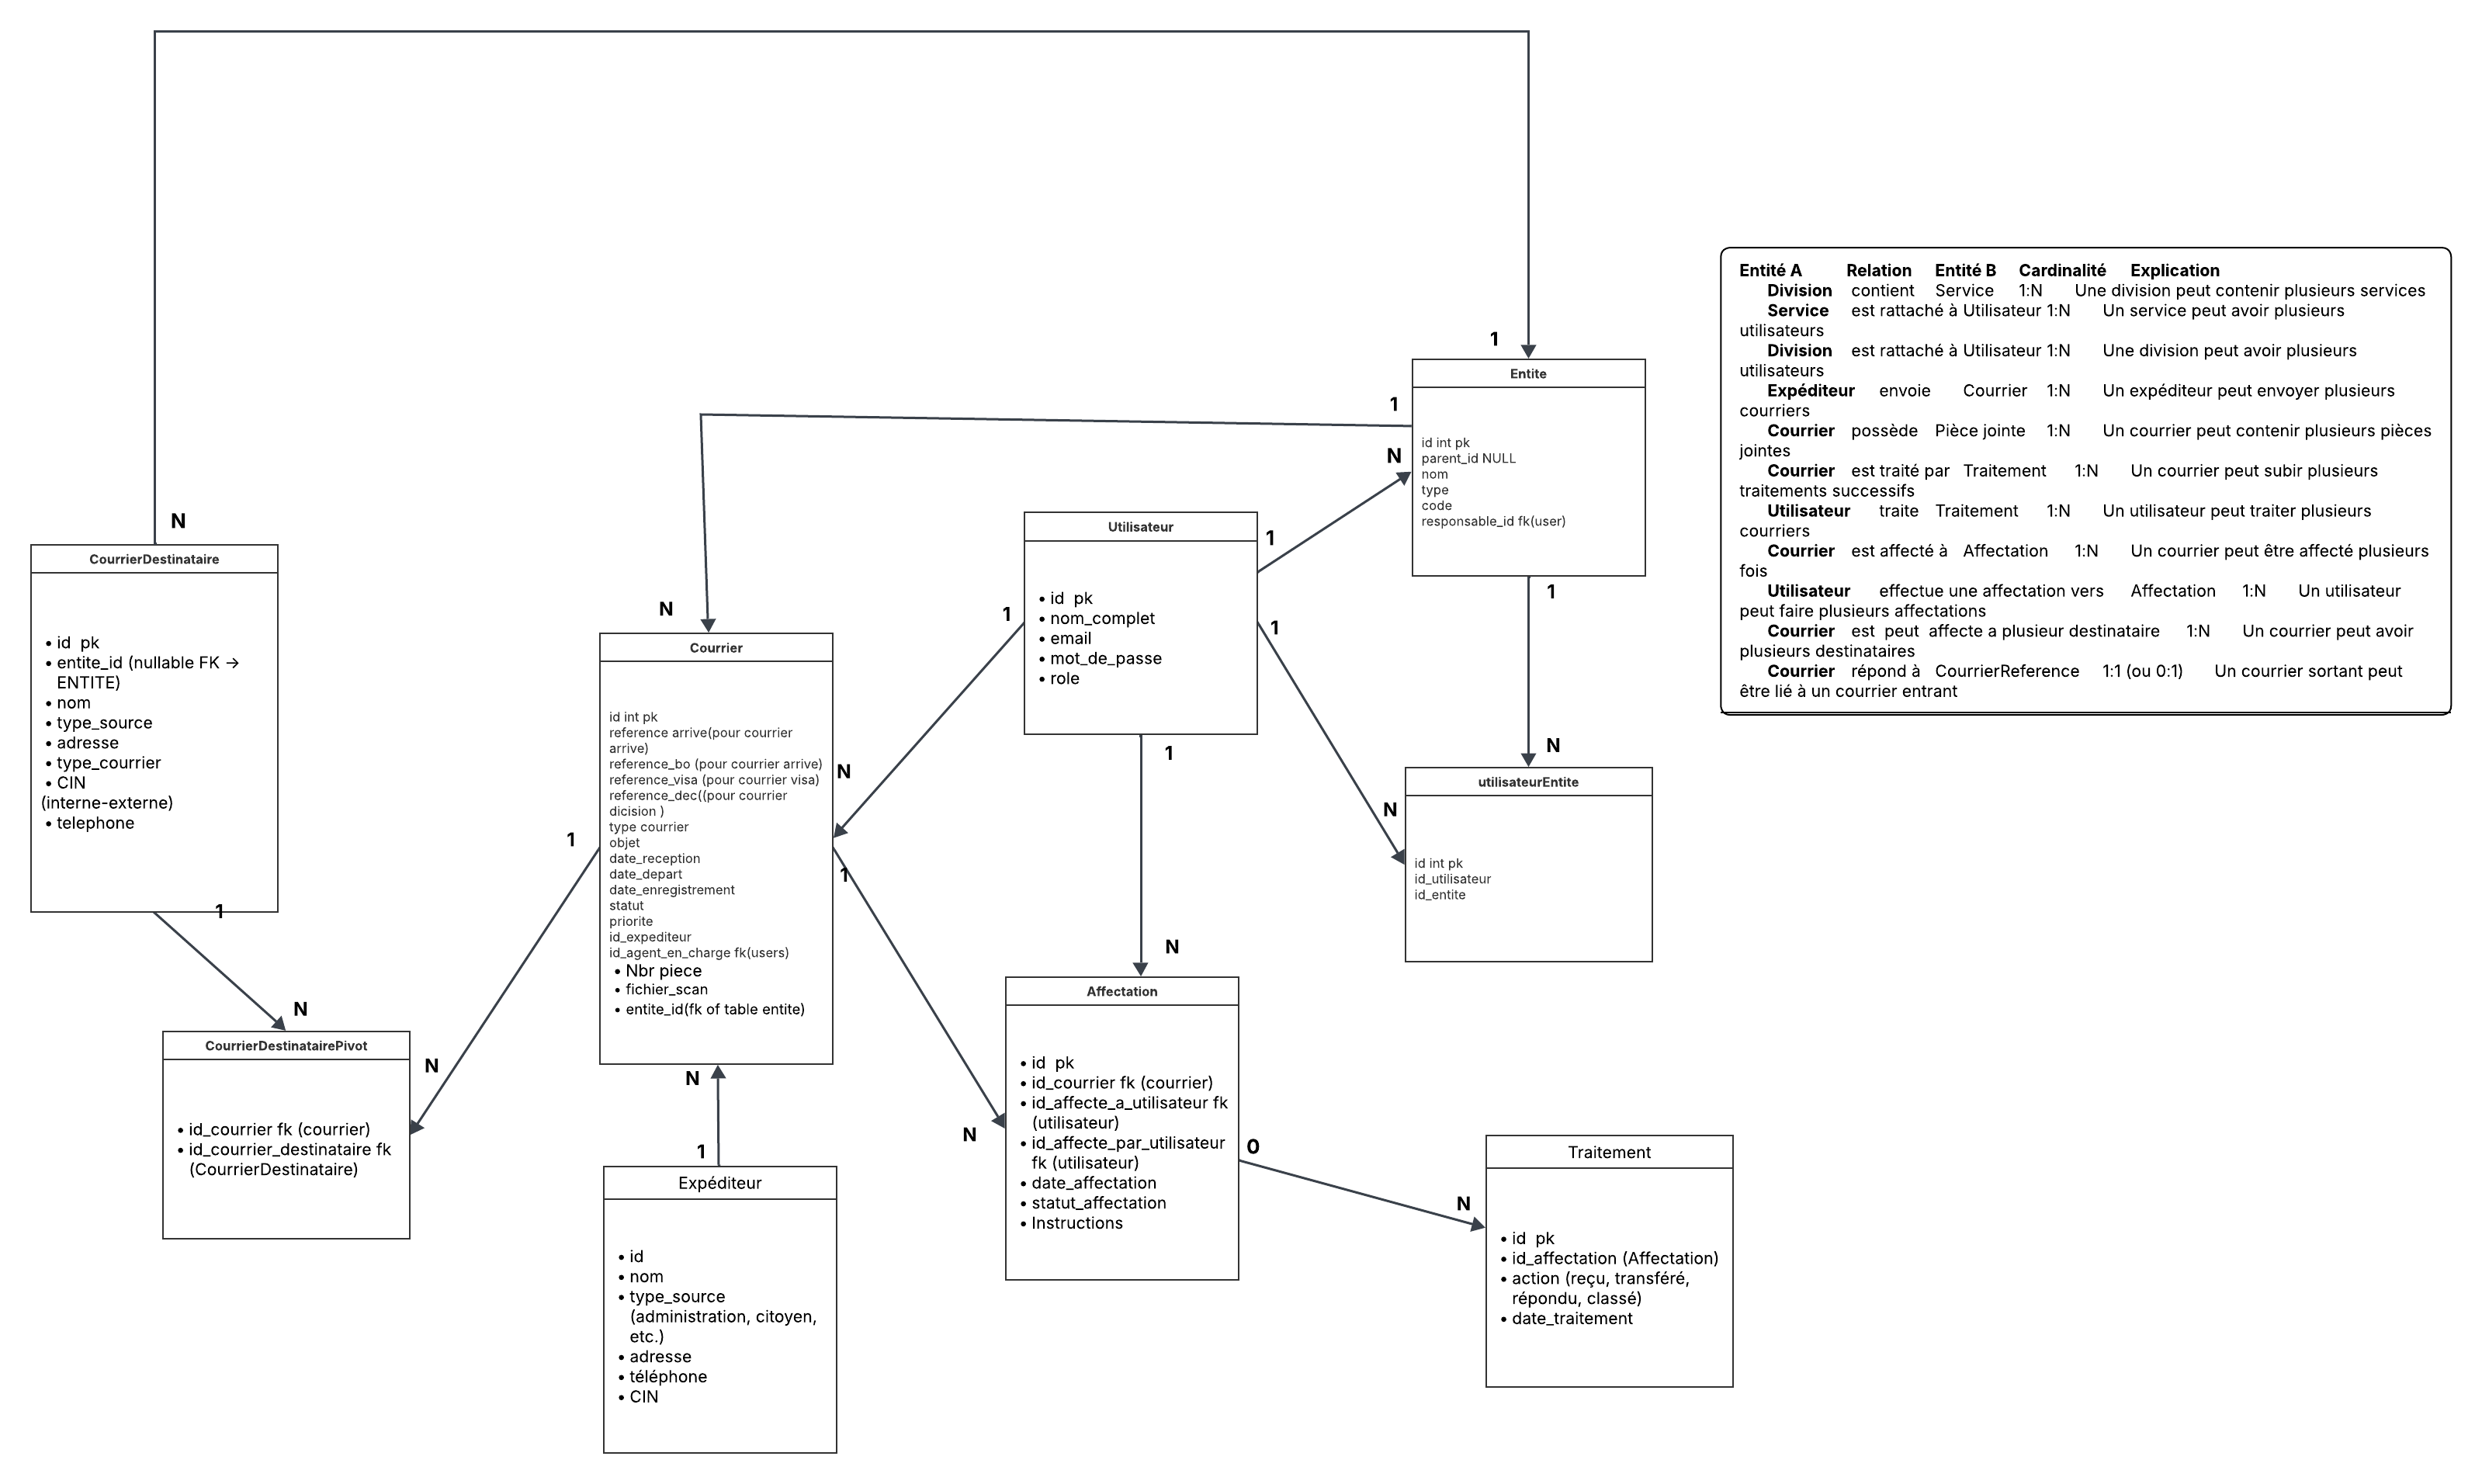 1
Entite
id int pk
parent_id NULL
nom
type
code
responsable_id fk(user)
1
N
1
Entité A Relation Entité B Cardinalité Explication
Division contient Service 1:N Une division peut contenir plusieurs services
Service est rattaché à Utilisateur 1:N Un service peut avoir plusieurs
utilisateurs
Division est rattaché à Utilisateur 1:N Une division peut avoir plusieurs
utilisateurs
Expéditeur envoie Courrier 1:N Un expéditeur peut envoyer plusieurs
courriers
Courrier possède Pièce jointe 1:N Un courrier peut contenir plusieurs pièces
jointes
Courrier est traité par Traitement 1:N Un courrier peut subir plusieurs
traitements successifs
Utilisateur traite Traitement 1:N Un utilisateur peut traiter plusieurs
courriers
Courrier est affecté à Affectation 1:N Un courrier peut être affecté plusieurs
fois
Utilisateur effectue une affectation vers Affectation 1:N Un utilisateur
peut faire plusieurs affectations
Courrier est peut affecte a plusieur destinataire 1:N Un courrier peut avoir
plusieurs destinataires
Courrier répond à CourrierReference 1:1 (ou 0:1) Un courrier sortant peut
être lié à un courrier entrant
N
CourrierDestinataire
• id pk
• entite_id (nullable FK →
ENTITE)
• nom
• type_source
• adresse
• type_courrier
• CIN
(interne-externe)
• telephone
1
N
Utilisateur
• id pk
• nom_complet
• email
• mot_de_passe
• role
1
1
1
1
N
Courrier
id int pk
reference arrive(pour courrier
arrive)
reference_bo (pour courrier arrive)
reference_visa (pour courrier visa)
reference_dec((pour courrier
dicision )
type courrier
objet
date_reception
date_depart
date_enregistrement
statut
priorite
id_expediteur
id_agent_en_charge fk(users)
• Nbr piece
• fichier_scan
• entite_id(fk of table entite)
N
1
1
N
N
utilisateurEntite
id int pk
id_utilisateur
id_entite
N
CourrierDestinatairePivot
• id_courrier fk (courrier)
• id_courrier_destinataire fk
(CourrierDestinataire)
N
N
1
Expéditeur
• id
• nom
• type_source
(administration, citoyen,
etc.)
• adresse
• téléphone
• CIN
N
N
Affectation
• id pk
• id_courrier fk (courrier)
• id_affecte_a_utilisateur fk
(utilisateur)
• id_affecte_par_utilisateur
fk (utilisateur)
• date_affectation
• statut_affectation
• Instructions
0
N
Traitement
• id pk
• id_affectation (Affectation)
• action (reçu, transféré,
répondu, classé)
• date_traitement